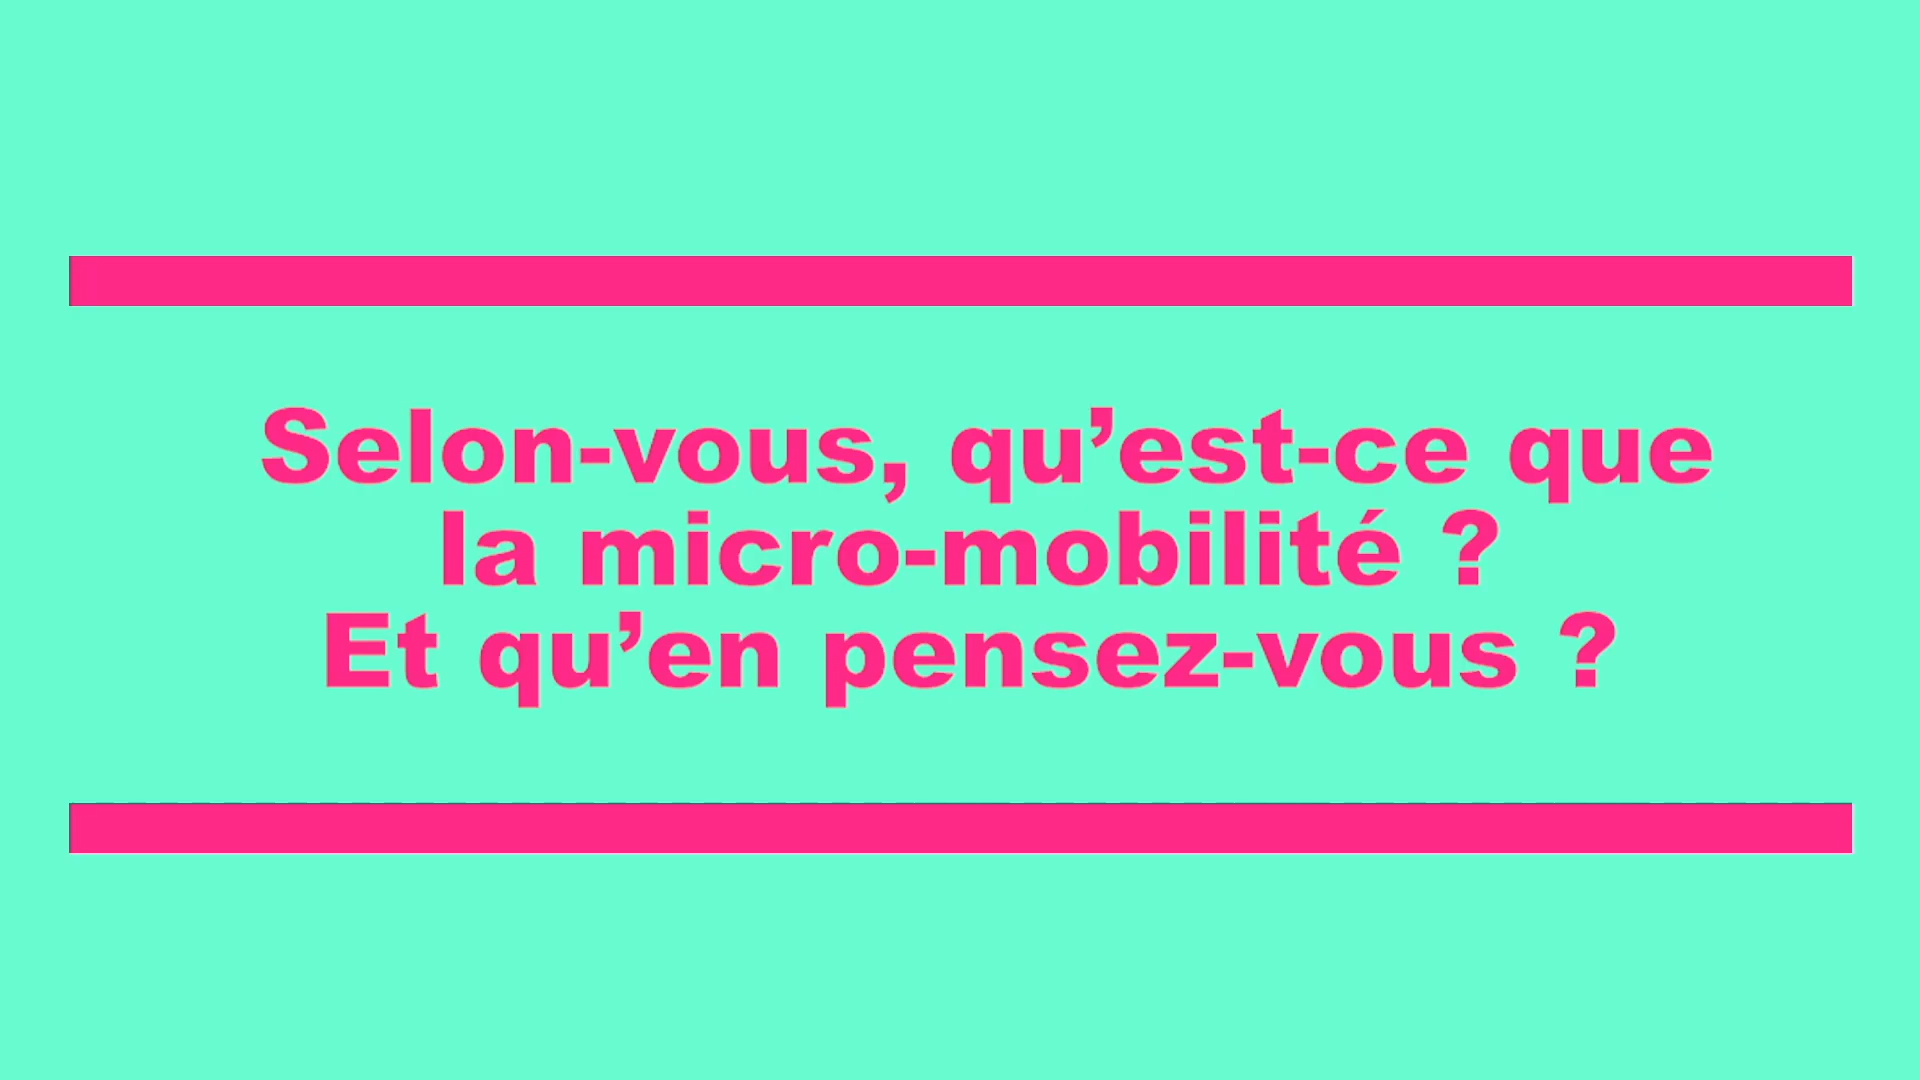 Selon-vous, qu’est-ce que
la micro-mobilité ?
Et qu’en pensez-vous ?